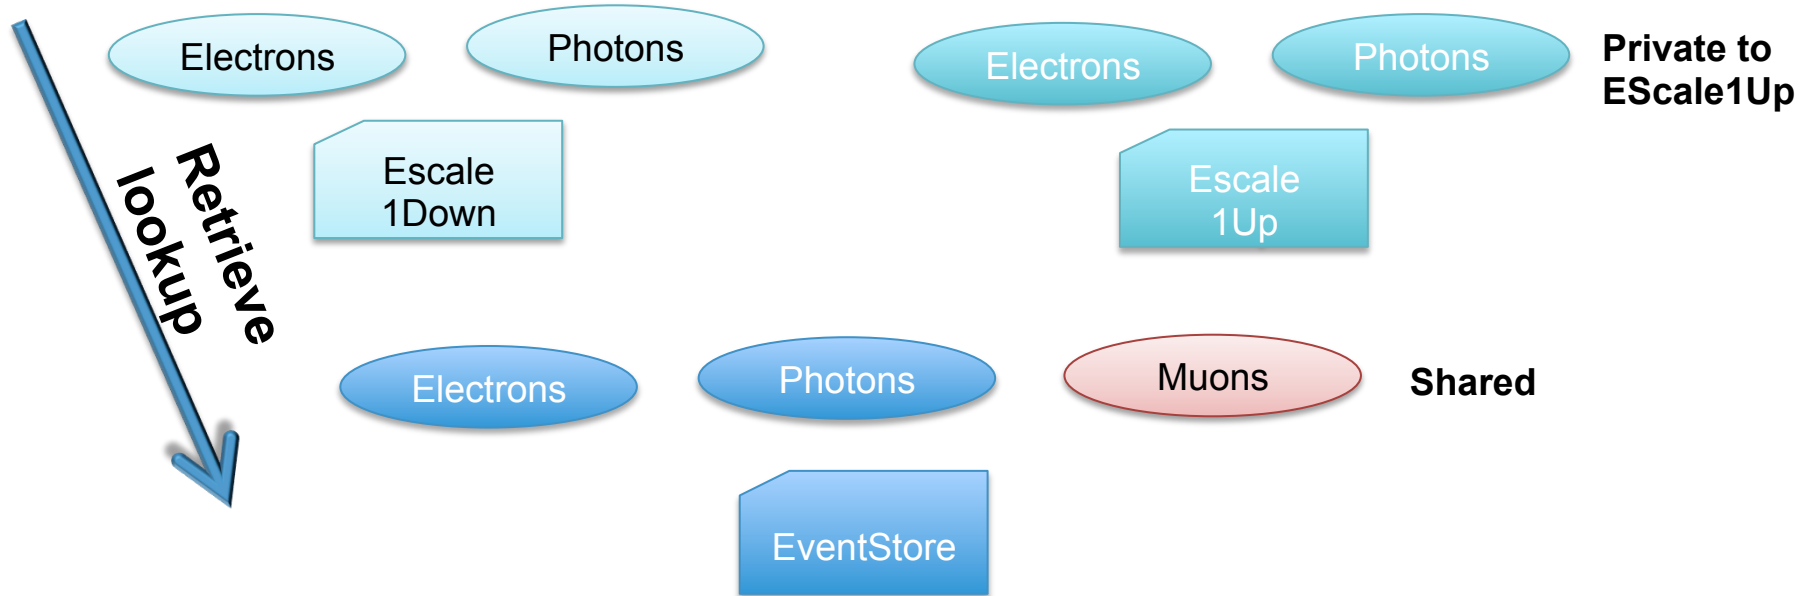 Electrons
Photons
Electrons
Photons
Private to
EScale1Up
Escale
1Down
Escale
1Up
Retrieve
lookup
Electrons
Photons
Muons
Shared
EventStore